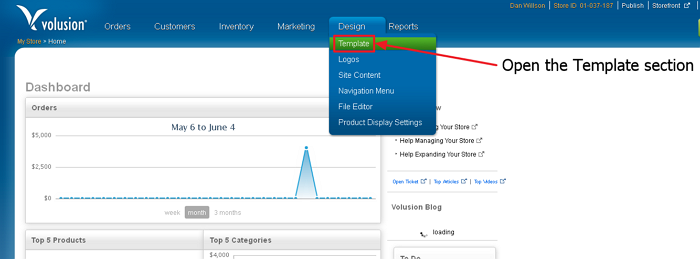 Dan Willson | Store ID 01-037-187 | Publish | Storefront
volusion
Orders Customers Inventory Marketing Design Reports
My Store » Home
Template
Logos
Site Content
Navigation Menu
File Editor
Product Display Settings
Open the Template section
Dashboard
Orders
May 6 to June 4
$5,000
$2,500
$0
week month 3 months
ing Your Store
Help Managing Your Store
Help Expanding Your Store
Open Ticket | Top Articles | Top Videos
Volusion Blog
loading
Top 5 Products
Top 5 Categories
$4,000
To Do